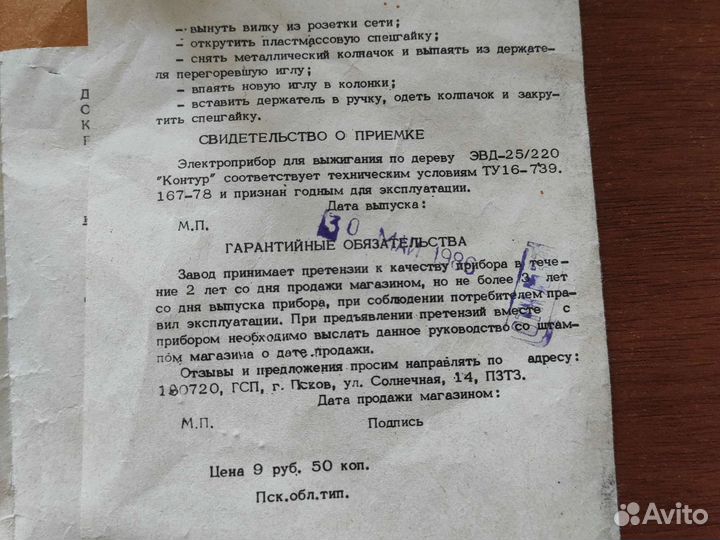 - вынуть вилку из розетки сети;
- открутить пластмассовую спецгайку;
- снять металлический колпачок и выпаять из держате-
ля перегоревшую иглу;
- впаять новую иглу в колонки;
- вставить держатель в ручку, одеть колпачок и закру-
тить спецгайку.
СВИДЕТЕЛЬСТВО О ПРИЕМКЕ
Электроприбор для выжигания по дереву ЭВД-25/220
"Контур" соответствует техническим условиям ТУ16-739.
167-78 и признан годным для эксплуатации.
Дата выпуска:
М.П.
30 МАЙ 1986
ГАРАНТИЙНЫЕ ОБЯЗАТЕЛЬСТВА
Завод принимает претензии к качеству прибора в тече-
ние 2 лет со дня продажи магазином, но не более 3 лет
со дня выпуска прибора, при соблюдении потребителем пра-
вил эксплуатации. При предъявлении претензий вместе с
прибором необходимо выслать данное руководство со штам-
пом магазина о дате продажи.
Отзывы и предложения просим направлять по адресу:
180720, ГСП, г. Псков, ул. Солнечная, 14, ПЗТЗ.
Дата продажи магазином:
М.П. Подпись
Цена 9 руб. 50 коп.
Пск.обл.тип.
Avito